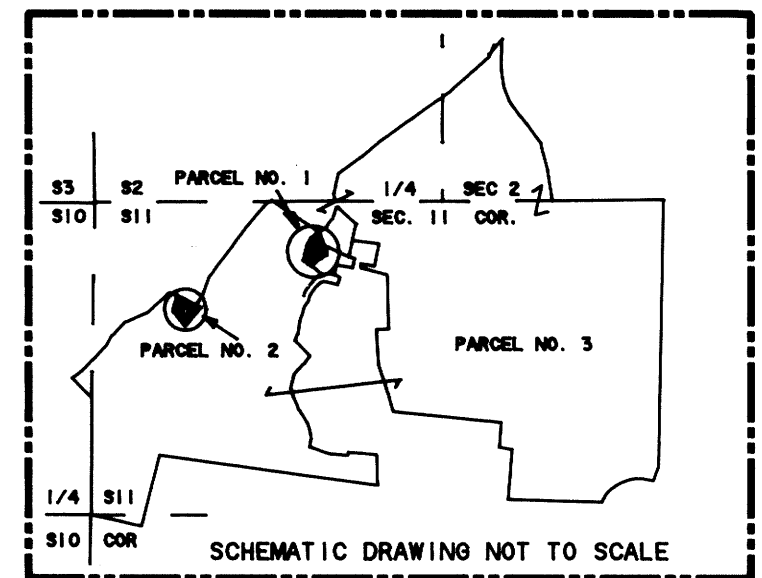 PARCEL NO. 1
S3 S2
S10 S11
1/4 SEC 2
SEC. 11 COR.
PARCEL NO. 2
PARCEL NO. 3
1/4 S11
S10 COR
SCHEMATIC DRAWING NOT TO SCALE